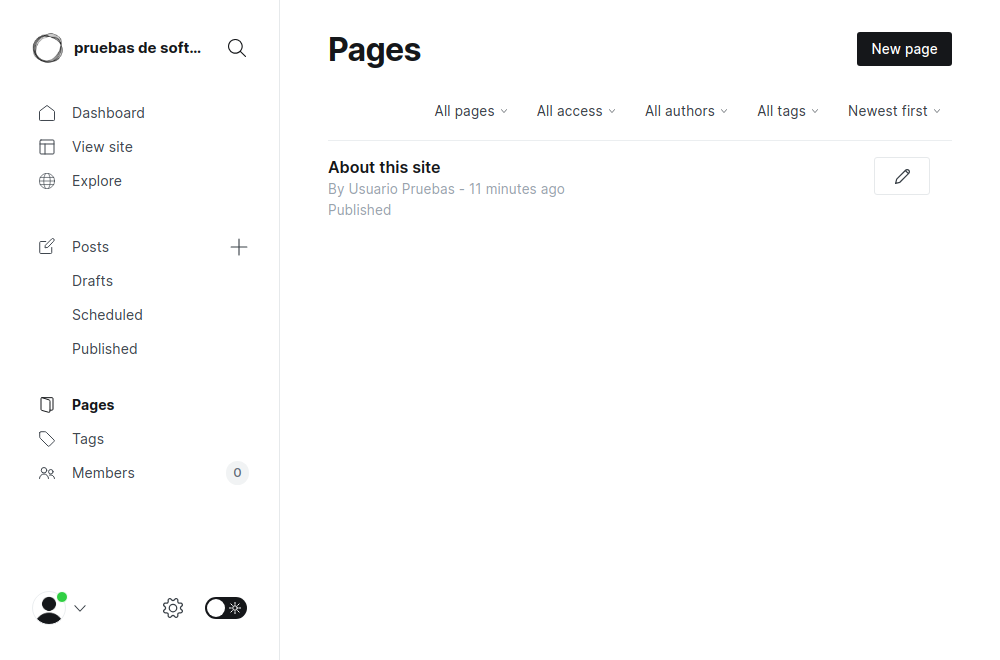 pruebas de soft...
Dashboard
View site
Explore
Posts
Drafts
Scheduled
Published
Pages
Tags
Members 0
Pages
New page
All pages All access All authors All tags Newest first
About this site
By Usuario Pruebas - 11 minutes ago
Published